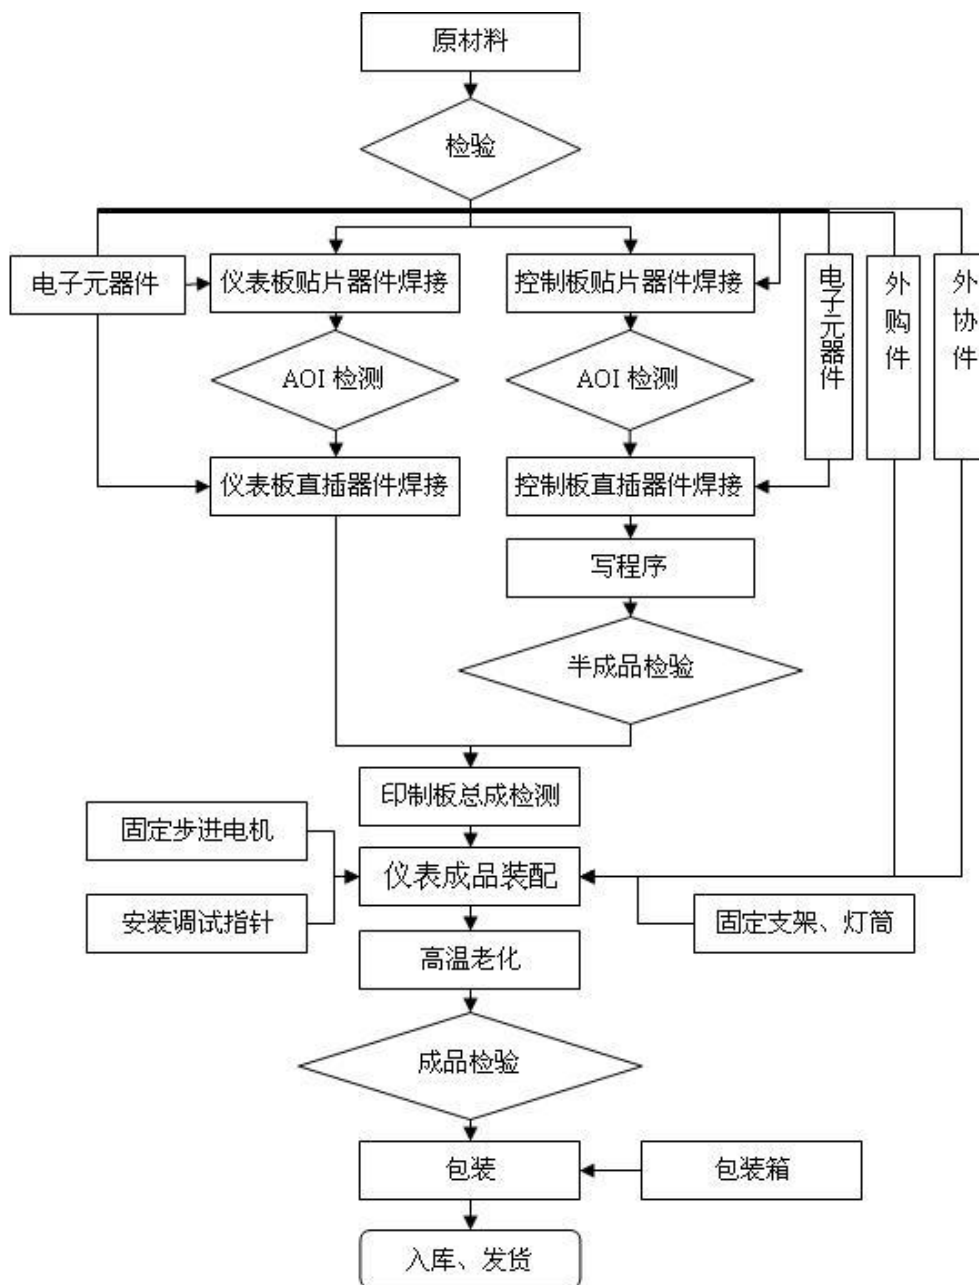 原材料
检验
电子元器件
仪表板贴片器件焊接
控制板贴片器件焊接
电子元器件
外购件
外协件
AOI 检测
AOI 检测
仪表板直插器件焊接
控制板直插器件焊接
写程序
半成品检验
印制板总成检测
固定步进电机
仪表成品装配
安装调试指针
固定支架、灯筒
高温老化
成品检验
包装
包装箱
入库、发货